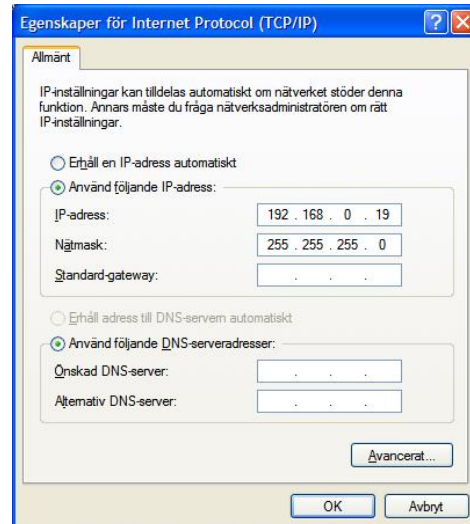 Egenskaper för Internet Protocol (TCP/IP)
Allmänt
IP-inställningar kan tilldelas automatiskt om nätverket stöder denna
funktion. Annars måste du fråga nätverksadministratören om rätt
IP-inställningar.
Erhåll en IP-adress automatiskt
Använd följande IP-adress:
IP-adress: 192 . 168 . 0 . 19
Nätmask: 255 . 255 . 255 . 0
Standard-gateway: . . .
Erhåll adress till DNS-servern automatiskt
Använd följande DNS-serveradresser:
Önskad DNS-server: . . .
Alternativ DNS-server: . . .
Avancerat...
OK Avbryt